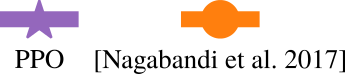 PPO [Nagabandi et al. 2017]